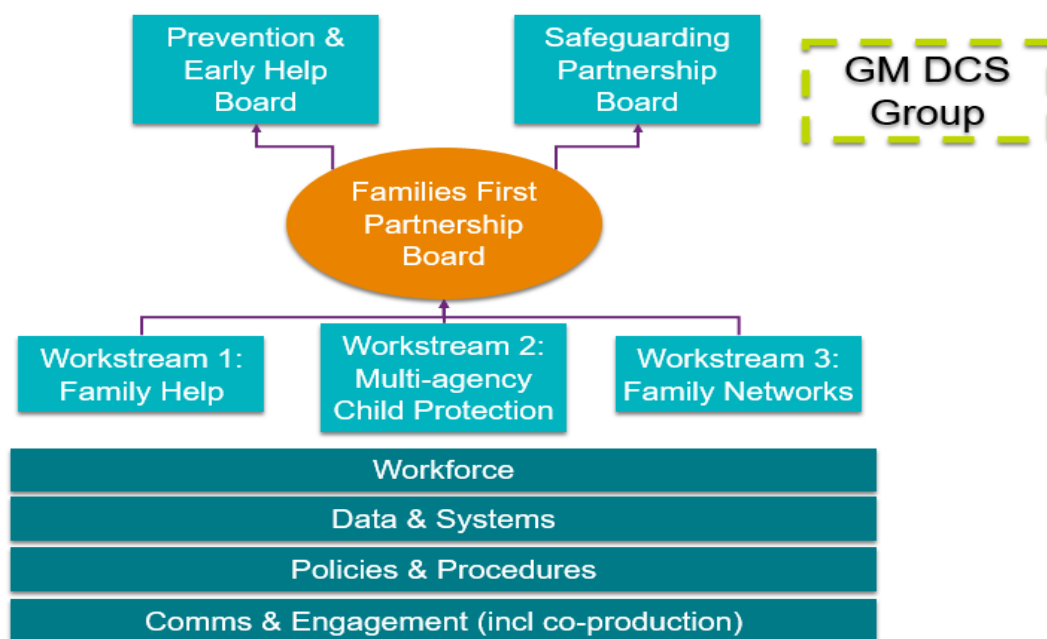 Prevention &
Early Help
Board
Safeguarding
Partnership
Board
GM DCS
Group
Families First
Partnership
Board
Workstream 1:
Family Help
Workstream 2:
Multi-agency
Child Protection
Workstream 3:
Family Networks
Workforce
Data & Systems
Policies & Procedures
Comms & Engagement (incl co-production)